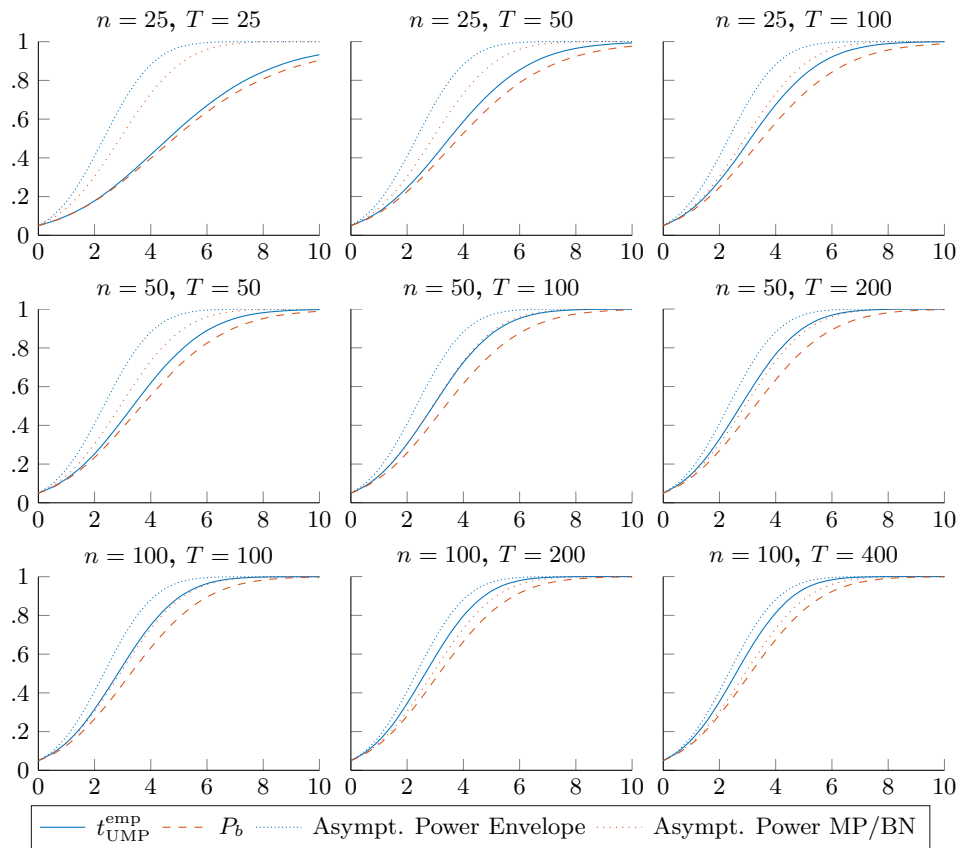 n = 25, T = 25
n = 25, T = 50
n = 25, T = 100
1
.8
.6
.4
.2
0
0 2 4 6 8 10
0 2 4 6 8 10
0 2 4 6 8 10
n = 50, T = 50
n = 50, T = 100
n = 50, T = 200
1
.8
.6
.4
.2
0
0 2 4 6 8 10
0 2 4 6 8 10
0 2 4 6 8 10
n = 100, T = 100
n = 100, T = 200
n = 100, T = 400
1
.8
.6
.4
.2
0
0 2 4 6 8 10
0 2 4 6 8 10
0 2 4 6 8 10
t_UMP^emp P_b Asympt. Power Envelope Asympt. Power MP/BN